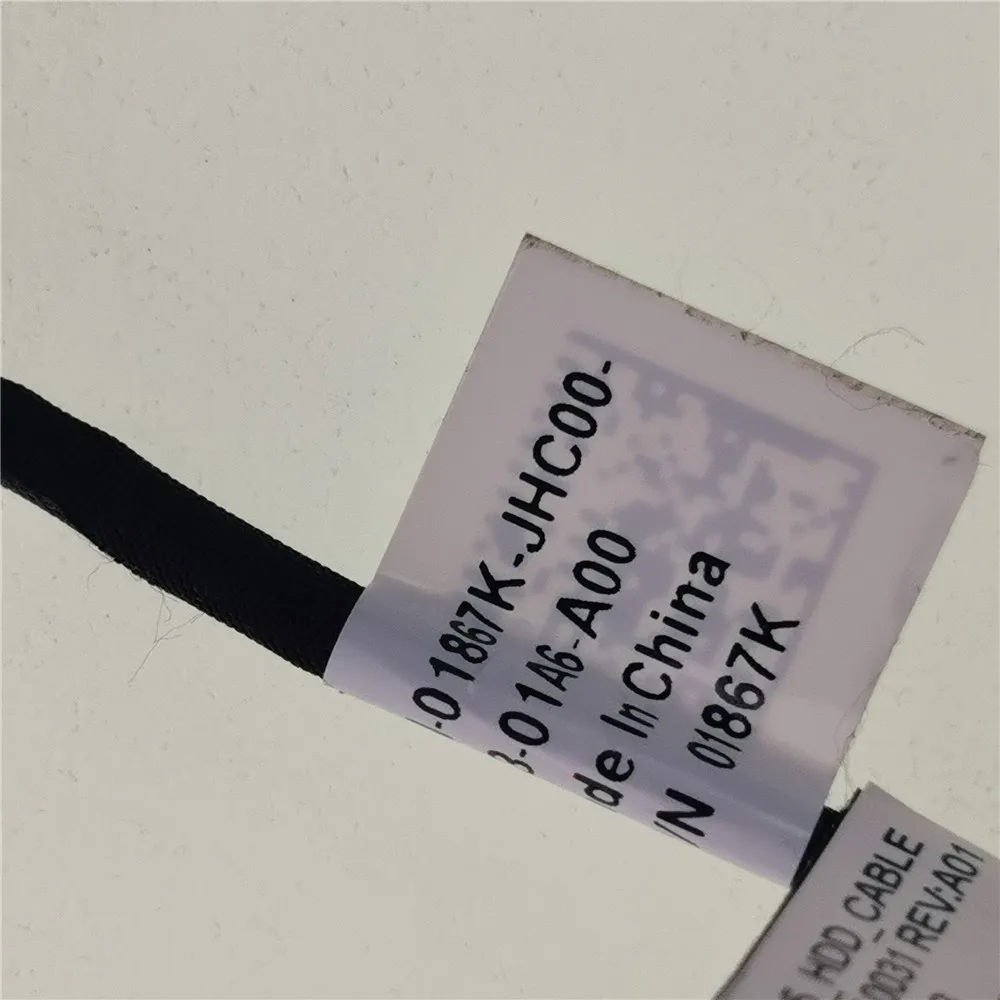 -01867K-JHC00-
-01A6-A00
de In China
/N 01867K
HDD_CABLE
0031 REV:A01